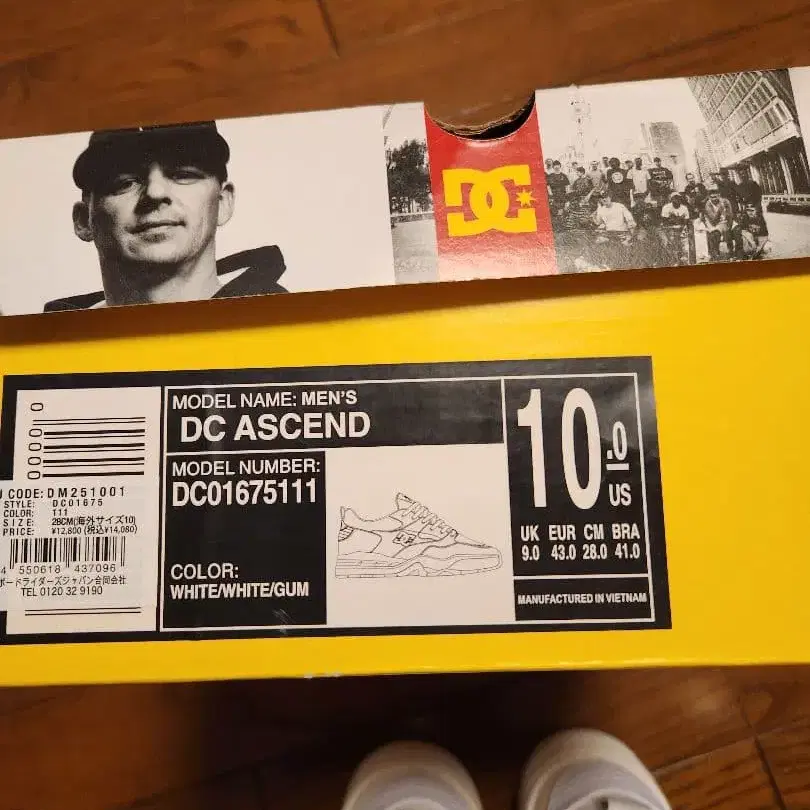 DC
MODEL NAME: MEN'S
DC ASCEND
MODEL NUMBER:
DC01675111
COLOR:
WHITE/WHITE/GUM
10.0
US
UK EUR CM BRA
9.0 43.0 28.0 41.0
MANUFACTURED IN VIETNAM
0000 0
CODE: DM251001
STYLE: DC01675
COLOR: 111
SIZE: 28CM(海外サイズ10)
PRICE: ¥12,800(税込¥14,080)
4 550618 437096
ボードライダーズジャパン合同会社
TEL 0120 32 9190